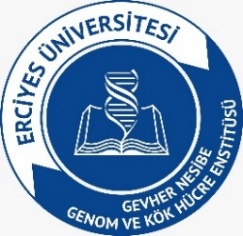 ERCİYES ÜNİVERSİTESİ
GEVHER NESİBE
GENOM VE KÖK HÜCRE ENSTİTÜSÜ